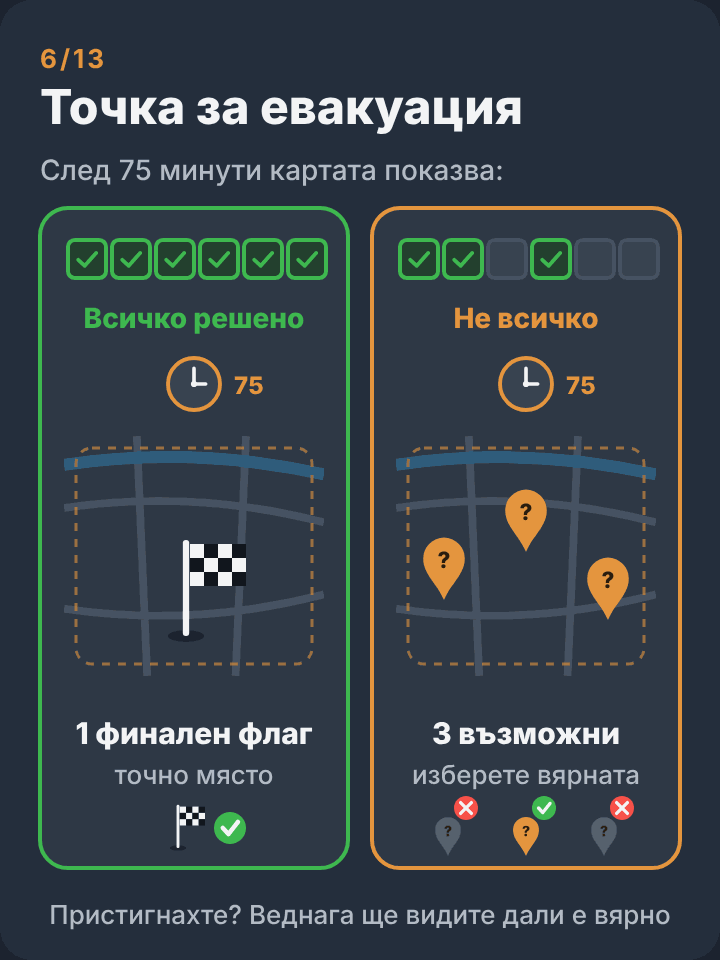 6/13
Точка за евакуация
След 75 минути картата показва:
Всичко решено
75
1 финален флаг
точно място
Не всичко
75
?
?
?
3 възможни
изберете вярната
? ? ?
Пристигнахте? Веднага ще видите дали е вярно